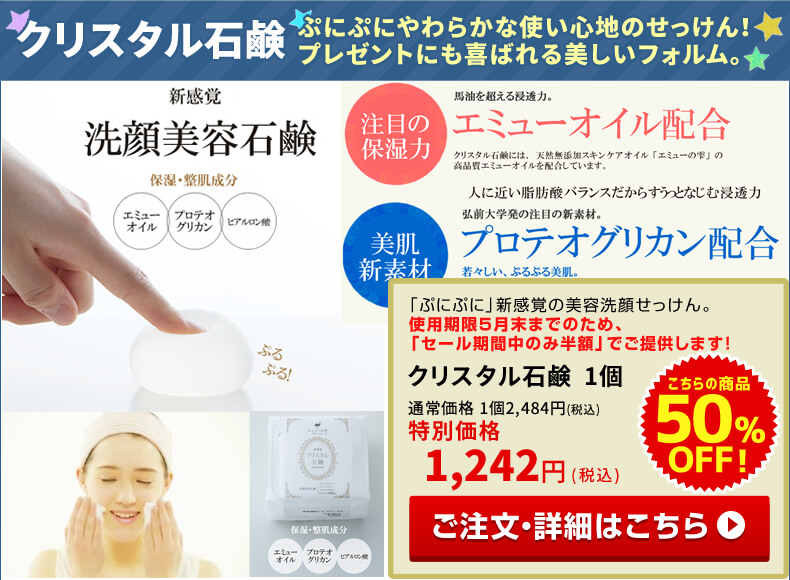 クリスタル石鹸
ぷにぷにやわらかな使い心地のせっけん!
プレゼントにも喜ばれる美しいフォルム。
新感覚
洗顔美容石鹸
保湿・整肌成分
エミュー
オイル
プロテオ
グリカン
ヒアルロン酸
ぷる
ぷる!
注目の
保湿力
馬油を超える浸透力。
エミューオイル配合
クリスタル石鹸には、天然無添加スキンケアオイル「エミューの雫」の
高品質エミューオイルを配合しています。
人に近い脂肪酸バランスだからすうっとなじむ浸透力
美肌
新素材
弘前大学発の注目の新素材。
プロテオグリカン配合
若々しい、ぷるぷる美肌。
「ぷにぷに」新感覚の美容洗顔せっけん。
使用期限5月末までのため、
「セール期間中のみ半額」でご提供します!
クリスタル石鹸 1個
通常価格 1個2,484円(税込)
特別価格
1,242円(税込)
こちらの商品
50%
OFF!
ご注文・詳細はこちら
クリスタル
石鹸
保湿・整肌成分
エミュー
オイル
プロテオ
グリカン
ヒアルロン酸